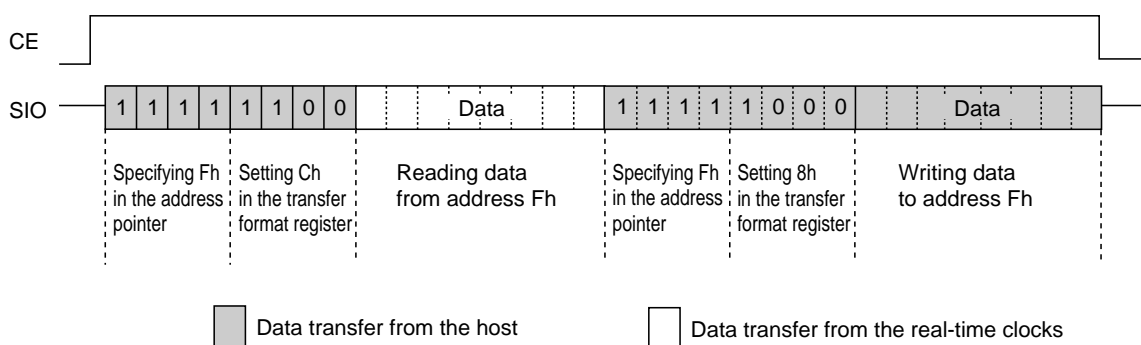 CE
SIO
1 1 1 1 1 1 0 0 Data 1 1 1 1 1 0 0 0 Data
Specifying Fh
in the address
pointer
Setting Ch
in the transfer
format register
Reading data
from address Fh
Specifying Fh
in the address
pointer
Setting 8h
in the transfer
format register
Writing data
to address Fh
Data transfer from the host
Data transfer from the real-time clocks